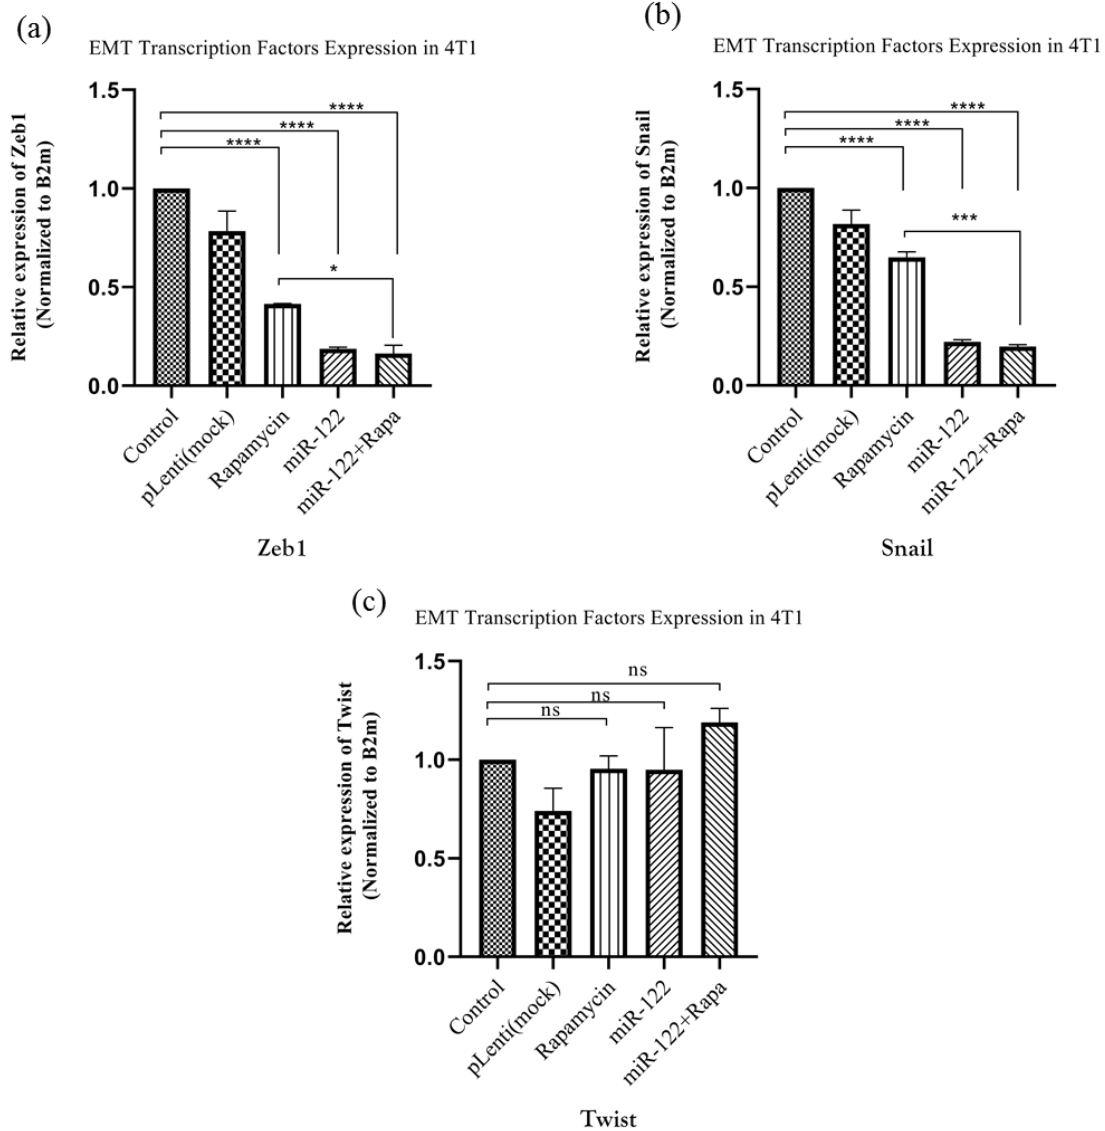 (a)
EMT Transcription Factors Expression in 4T1
Relative expression of Zeb1
(Normalized to B2m)
1.5
1.0
0.5
0.0
****
****
****
*
Control
pLenti(mock)
Rapamycin
miR-122
miR-122+Rapa
Zeb1
(b)
EMT Transcription Factors Expression in 4T1
Relative expression of Snail
(Normalized to B2m)
1.5
1.0
0.5
0.0
****
****
****
***
Control
pLenti(mock)
Rapamycin
miR-122
miR-122+Rapa
Snail
(c)
EMT Transcription Factors Expression in 4T1
Relative expression of Twist
(Normalized to B2m)
1.5
1.0
0.5
0.0
ns
ns
ns
Control
pLenti(mock)
Rapamycin
miR-122
miR-122+Rapa
Twist